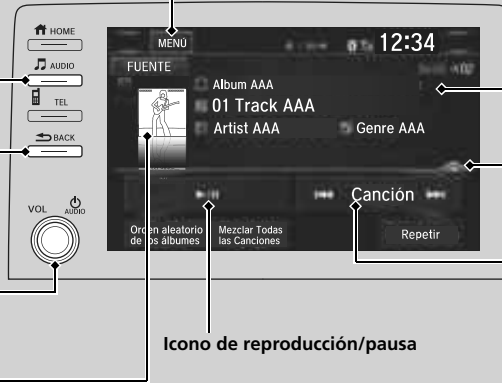 HOME
MENÚ
12:34
AUDIO
FUENTE
Album AAA
01 Track AAA
TEL
Artist AAA
Genre AAA
BACK
Canción
VOL
AUDIO
Orden aleatorio
de los álbumes
Mezclar Todas
las Canciones
Repetir
Icono de reproducción/pausa